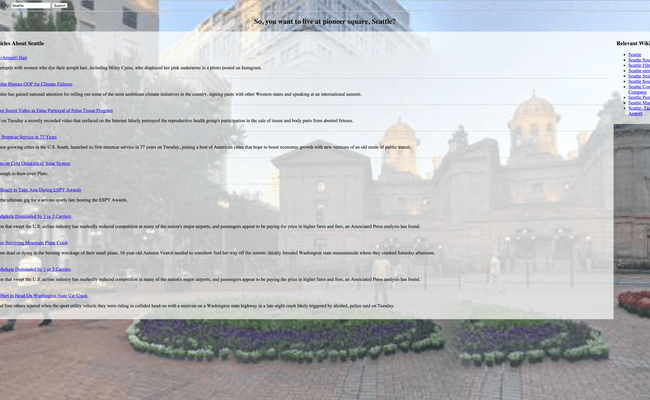 Seattle Submit
So, you want to live at pioneer square, Seattle?
icles About Seattle
Armpit Hair
armpits with women who dye their armpit hair, including Miley Cyrus, who displayed her pink underarms in a photo posted on Instagram.
Blames GOP for Climate Failures
nslee has gained national attention for rolling out some of the most ambitious climate initiatives in the country, signing pacts with other Western states and speaking at an international summit.
Secret Video as False Portrayal of Fetus Tissue Program
on Tuesday a recently recorded video that surfaced on the Internet falsely portrayed the reproductive health group's participation in the sale of tissue and body parts from aborted fetuses.
Streetcar Service in 77 Years
est-growing cities in the U.S. South, launched its first streetcar service in 77 years on Tuesday, joining a host of American cities that hope to boost economic growth with new versions of an old mode of public transit.
on Cold Outskirts of Solar System
enough to thaw even Pluto.
Ready to Take Aim During ESPY Awards
the ultimate gig for a serious sports fan: hosting the ESPY Awards.
Markets Dominated by 1 or 2 Carriers
on that swept the U.S. airline industry has markedly reduced competition at many of the nation's major airports, and passengers appear to be paying the price in higher fares and fees, an Associated Press analysis has found.
Surviving Mountain Plane Crash
nts dead or dying in the burning wreckage of their small plane, 16-year-old Autumn Veatch needed to somehow find her way off the remote, thickly forested Washington state mountainside where they crashed Saturday afternoon.
Markets Dominated by 1 or 2 Carriers
on that swept the U.S. airline industry has markedly reduced competition at many of the nation's major airports, and passengers appear to be paying the price in higher fares and fees, an Associated Press analysis has found.
Hurt in Head-On Washington State Car Crash
d four others injured when the sport utility vehicle they were riding in collided head-on with a minivan on a Washington state highway in a late-night crash likely triggered by alcohol, police said on Tuesday.
Relevant Wiki
Seattle
Seattle Sou
Seattle Film
Seattle met
Seattle Sea
Seattle Sou
Seattle Con
Company
Seattle Pos
Seattle Mar
Seattle–Tac
Airport